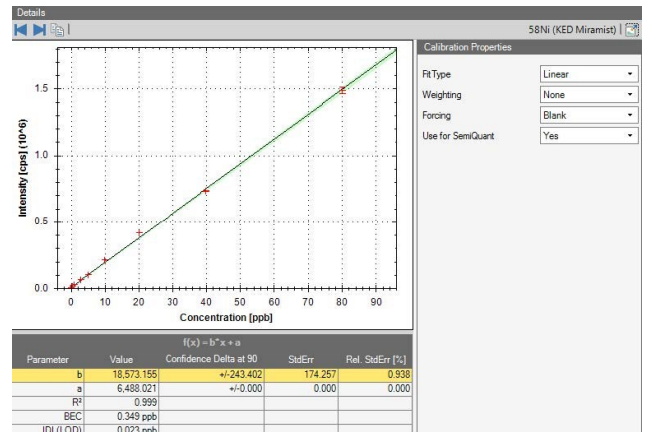 Details
58Ni (KED Miramist)
Calibration Properties
Fit Type Linear
Weighting None
Forcing Blank
Use for SemiQuant Yes
Intensity [cps] (10^6)
1.5
1.0
0.5
0.0
0 10 20 30 40 50 60 70 80 90
Concentration [ppb]
f(x) = b*x + a
Parameter Value Confidence Delta at 90 StdErr Rel. StdErr [%]
b 18,573.155 +/-243.402 174.257 0.938
a 6,488.021 +/-0.000 0.000 0.000
R² 0.999
BEC 0.349 ppb
IDL(LOD) 0.023 ppb